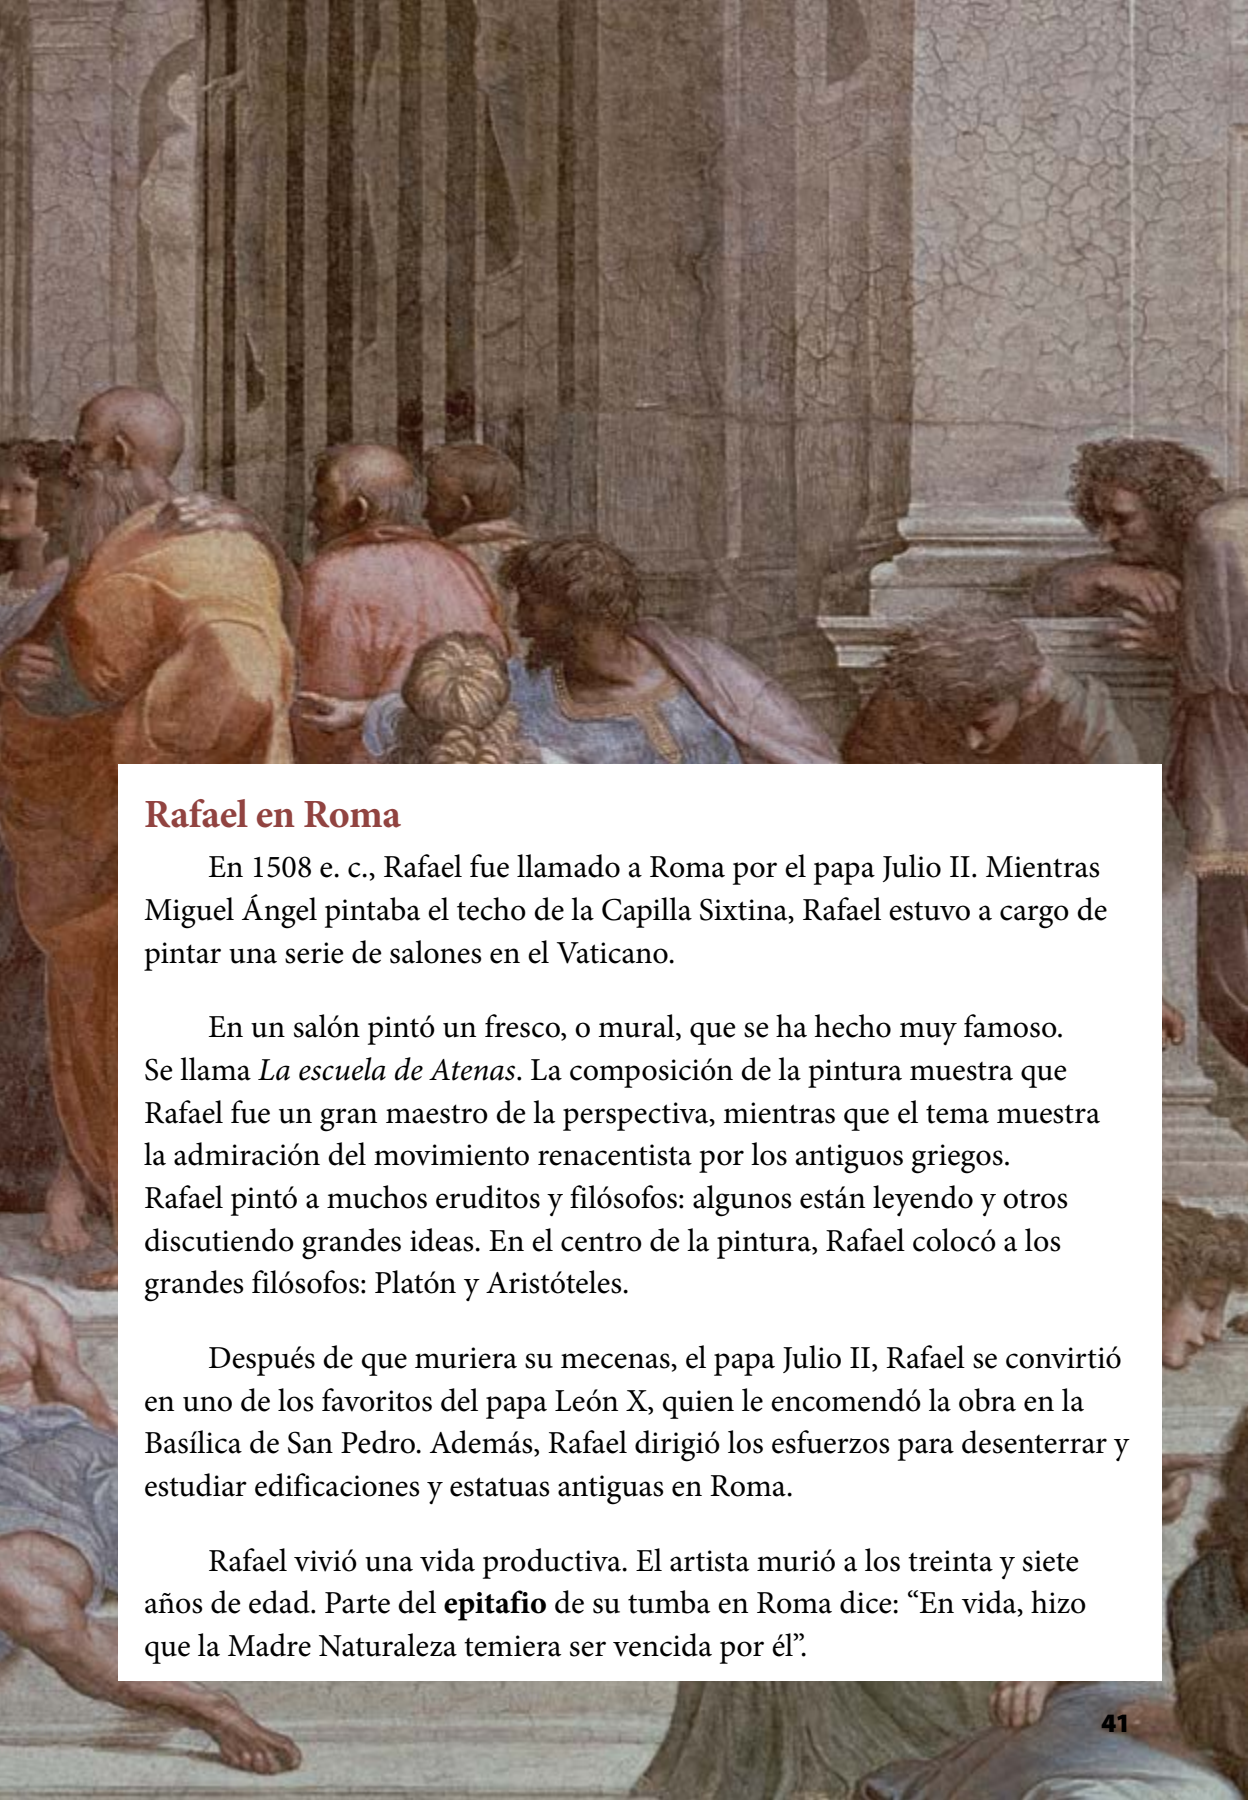 Rafael en Roma
En 1508 e. c., Rafael fue llamado a Roma por el papa Julio II. Mientras
Miguel Ángel pintaba el techo de la Capilla Sixtina, Rafael estuvo a cargo de
pintar una serie de salones en el Vaticano.
En un salón pintó un fresco, o mural, que se ha hecho muy famoso.
Se llama La escuela de Atenas. La composición de la pintura muestra que
Rafael fue un gran maestro de la perspectiva, mientras que el tema muestra
la admiración del movimiento renacentista por los antiguos griegos.
Rafael pintó a muchos eruditos y filósofos: algunos están leyendo y otros
discutiendo grandes ideas. En el centro de la pintura, Rafael colocó a los
grandes filósofos: Platón y Aristóteles.
Después de que muriera su mecenas, el papa Julio II, Rafael se convirtió
en uno de los favoritos del papa León X, quien le encomendó la obra en la
Basílica de San Pedro. Además, Rafael dirigió los esfuerzos para desenterrar y
estudiar edificaciones y estatuas antiguas en Roma.
Rafael vivió una vida productiva. El artista murió a los treinta y siete
años de edad. Parte del epitafio de su tumba en Roma dice: “En vida, hizo
que la Madre Naturaleza temiera ser vencida por él”.
41